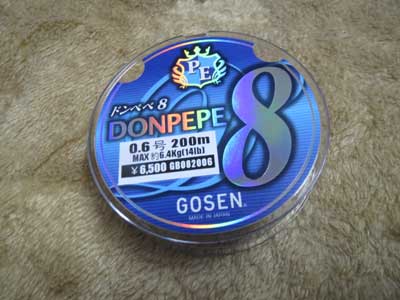 PE
ドンペペ 8
DONPEPE 8
0.6号 200m
MAX 約6.4Kg(14lb)
¥6,500 GB082006
GOSEN
MADE IN JAPAN